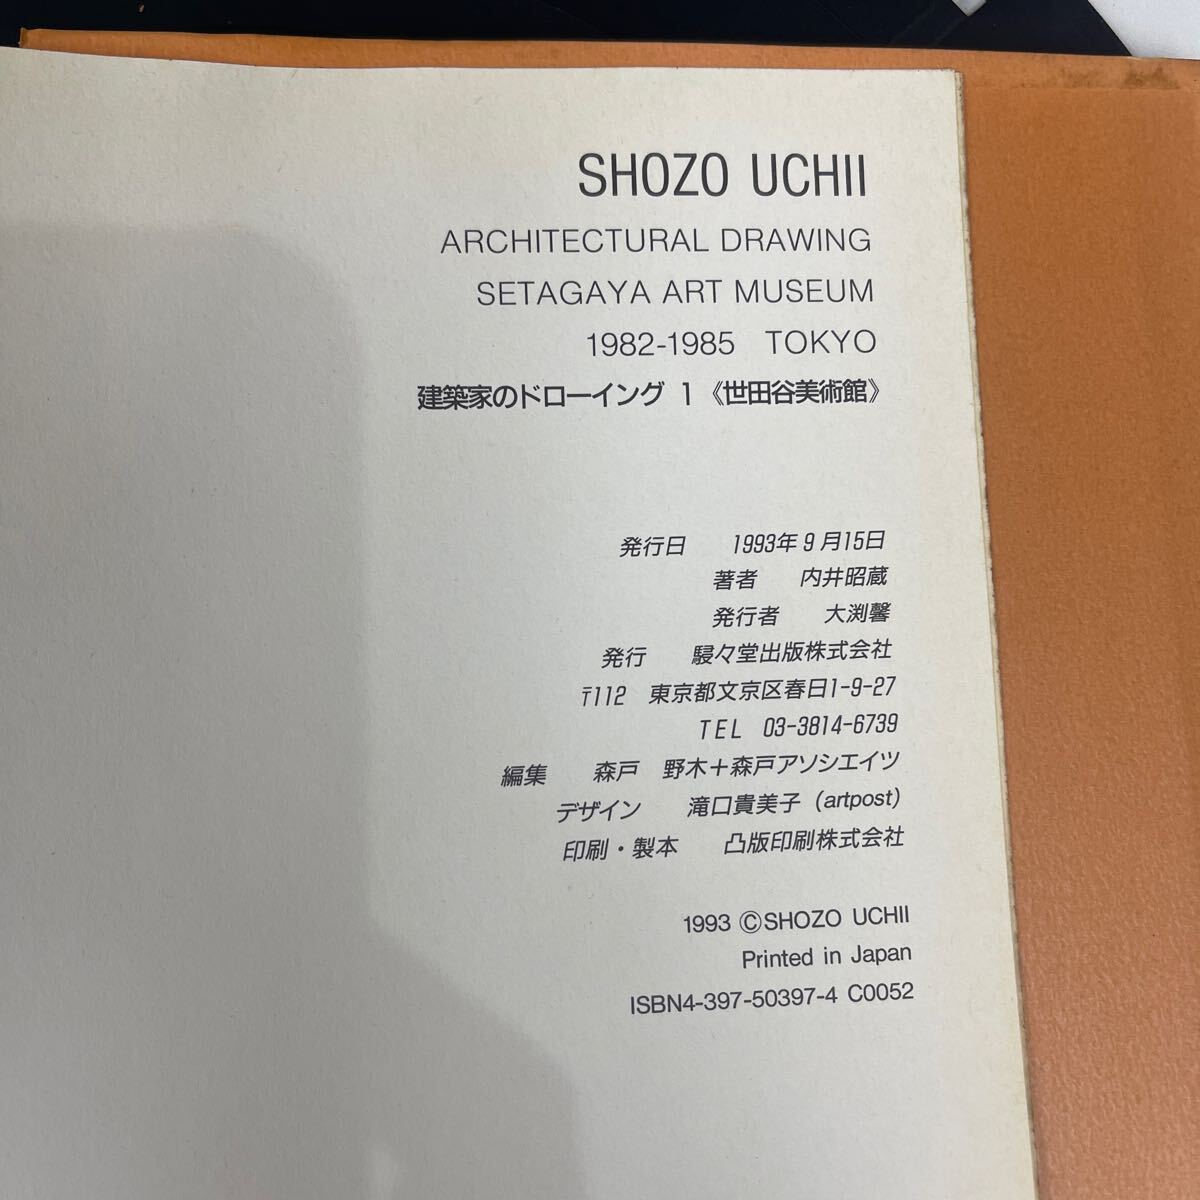 SHOZO UCHII
ARCHITECTURAL DRAWING
SETAGAYA ART MUSEUM
1982-1985 TOKYO
建築家のドローイング 1《世田谷美術館》
発行日 1993年9月15日
著者 内井昭蔵
発行者 大渕馨
発行 駸々堂出版株式会社
〒112 東京都文京区春日1-9-27
TEL 03-3814-6739
編集 森戸 野木＋森戸アソシエイツ
デザイン 滝口貴美子(artpost)
印刷・製本 凸版印刷株式会社
1993 ©SHOZO UCHII
Printed in Japan
ISBN4-397-50397-4 C0052